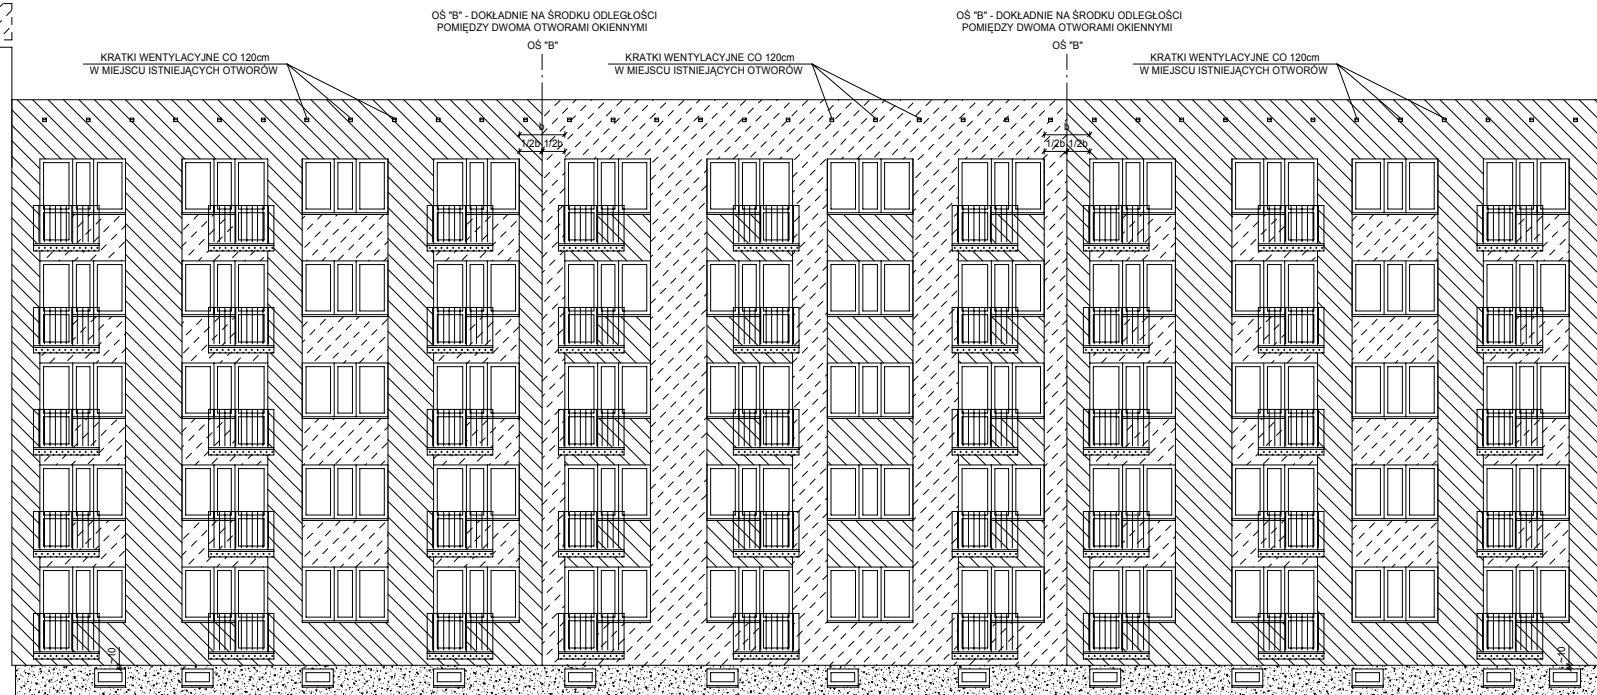 OŚ "B" - DOKŁADNIE NA ŚRODKU ODLEGŁOŚCI
POMIĘDZY DWOMA OTWORAMI OKIENNYMI
OŚ "B"
OŚ "B" - DOKŁADNIE NA ŚRODKU ODLEGŁOŚCI
POMIĘDZY DWOMA OTWORAMI OKIENNYMI
OŚ "B"
KRATKI WENTYLACYJNE CO 120cm
W MIEJSCU ISTNIEJĄCYCH OTWORÓW
KRATKI WENTYLACYJNE CO 120cm
W MIEJSCU ISTNIEJĄCYCH OTWORÓW
KRATKI WENTYLACYJNE CO 120cm
W MIEJSCU ISTNIEJĄCYCH OTWORÓW
b
1/2b 1/2b
b
1/2b 1/2b
~10
~10